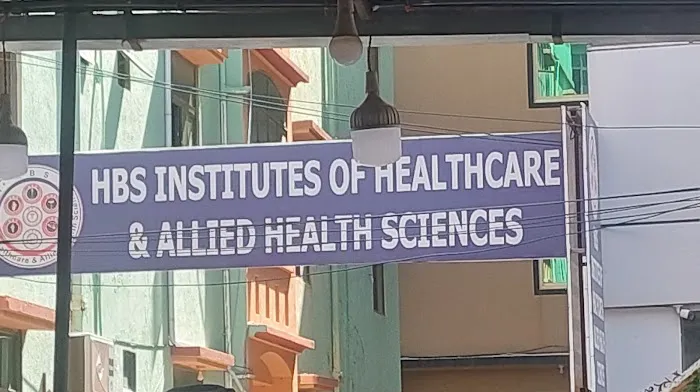 HBS INSTITUTES OF HEALTHCARE
& ALLIED HEALTH SCIENCES